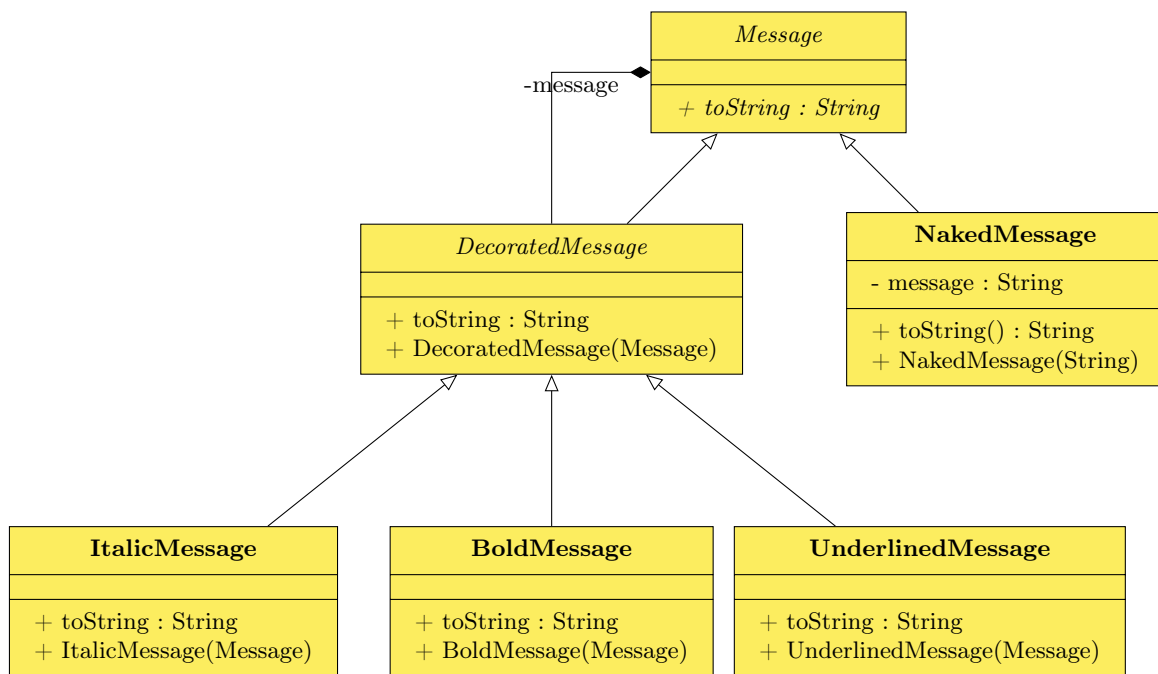 Message
-message
+ toString : String
DecoratedMessage
+ toString : String
+ DecoratedMessage(Message)
NakedMessage
- message : String
+ toString() : String
+ NakedMessage(String)
ItalicMessage
+ toString : String
+ ItalicMessage(Message)
BoldMessage
+ toString : String
+ BoldMessage(Message)
UnderlinedMessage
+ toString : String
+ UnderlinedMessage(Message)